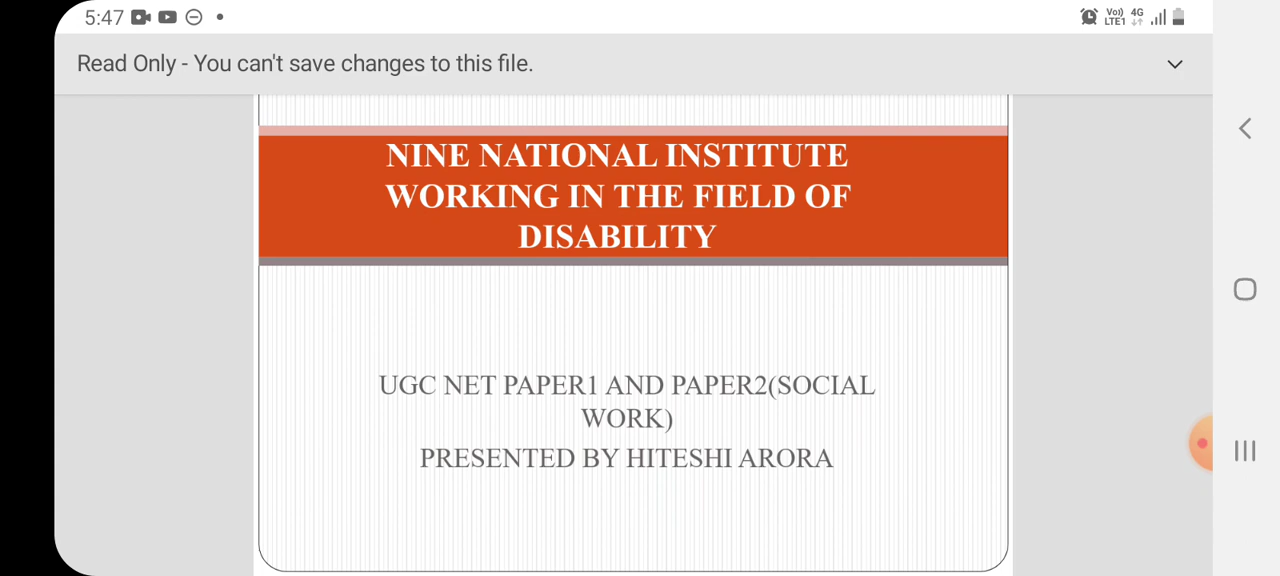 5:47
Vo) 4G
LTE1
Read Only - You can't save changes to this file.
NINE NATIONAL INSTITUTE
WORKING IN THE FIELD OF
DISABILITY
UGC NET PAPER1 AND PAPER2(SOCIAL
WORK)
PRESENTED BY HITESHI ARORA